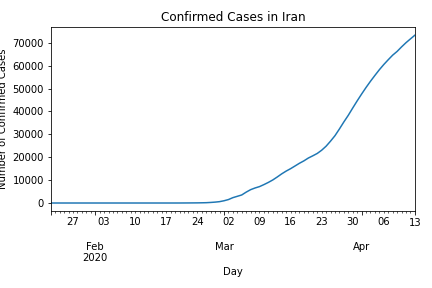 Confirmed Cases in Iran
Number of Confirmed Cases
70000
60000
50000
40000
30000
20000
10000
0
27 03 10 17 24 02 09 16 23 30 06 13
Feb Mar Apr
2020
Day